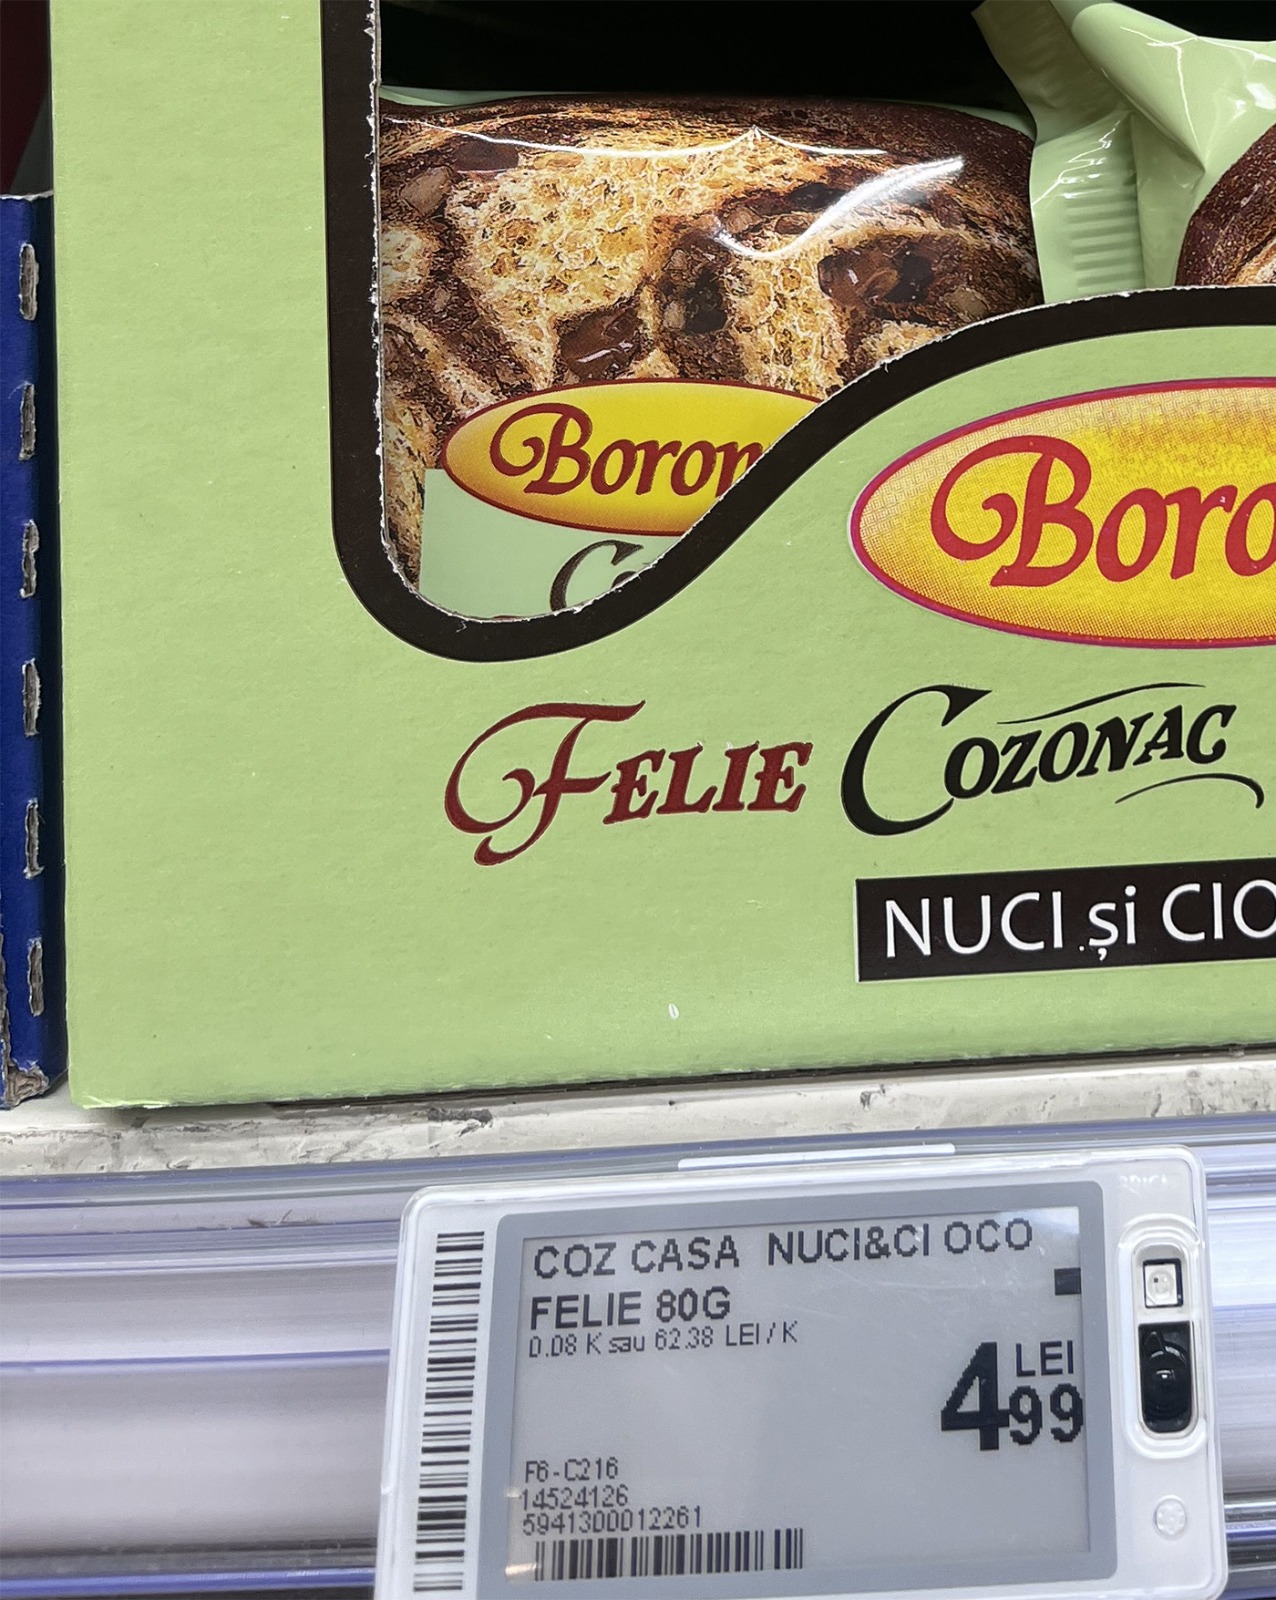 Boron
Co
Boro
FELIE COZONAC
NUCI și CIO
COZ CASA NUCI&CI OCO
FELIE 80G
0.08 K sau 62.38 LEI / K
4 LEI
99
F6-C216
14524126
5941300012261